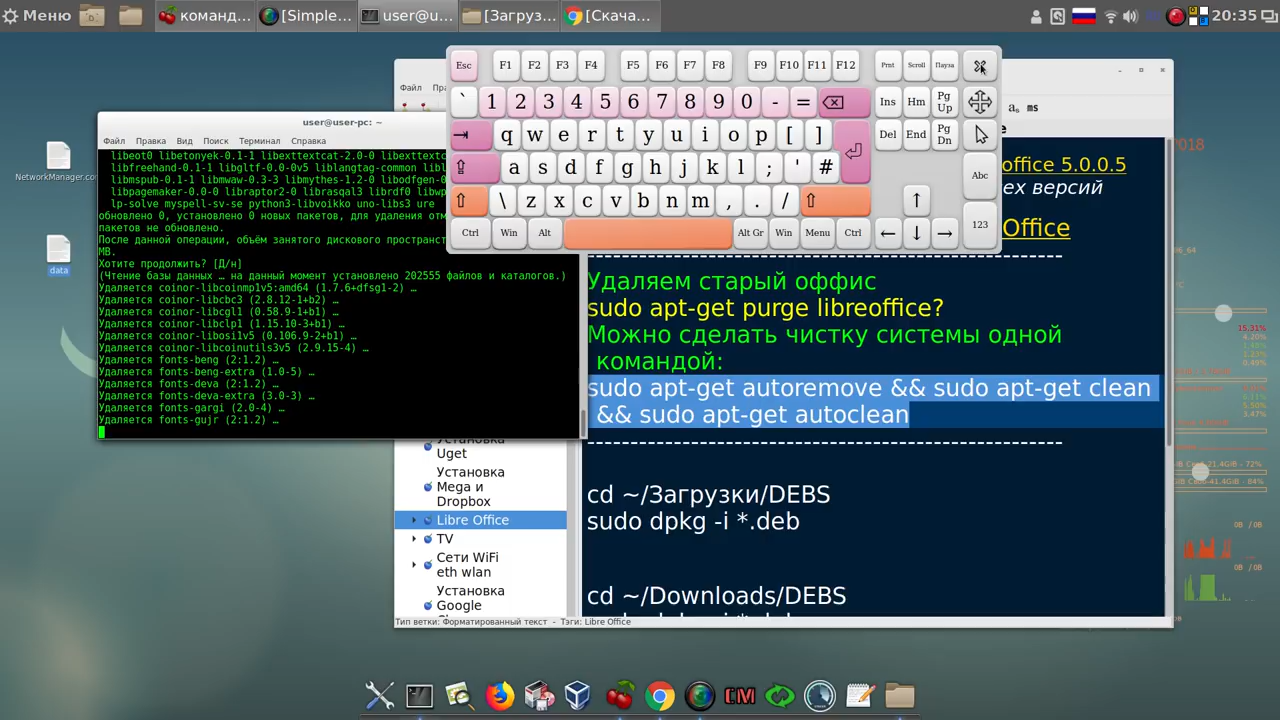 Меню
команд...
[Simple...
user@u...
[Загруз...
[Скача...
20:35
NetworkManager.con
data
user@user-pc: ~
Файл Правка Вид Поиск Терминал Справка
libeot0 libetonyek-0.1-1 libexttextcat-2.0-0 libexttextc
libfreehand-0.1-1 libgltf-0.0-0v5 liblangtag-common lib
libmspub-0.1-1 libmwaw-0.3-3 libmythes-1.2-0 libodfgen-0
libpagemaker-0.0-0 libraptor2-0 librasqal3 librdf0 libwp
lp-solve myspell-sv-se python3-libvoikko uno-libs3 ure
обновлено 0, установлено 0 новых пакетов, для удаления отм
пакетов не обновлено.
После данной операции, объём занятого дискового пространст
MB.
Хотите продолжить? [Д/н]
(Чтение базы данных … на данный момент установлено 202555 файлов и каталогов.)
Удаляется coinor-libcoinmp1v5:amd64 (1.7.6+dfsg1-2) …
Удаляется coinor-libcbc3 (2.8.12-1+b2) …
Удаляется coinor-libcgl1 (0.58.9-1+b1) …
Удаляется coinor-libclp1 (1.15.10-3+b1) …
Удаляется coinor-libosi1v5 (0.106.9-2+b1) …
Удаляется coinor-libcoinutils3v5 (2.9.15-4) …
Удаляется fonts-beng (2:1.2) …
Удаляется fonts-beng-extra (1.0-5) …
Удаляется fonts-deva (2:1.2) …
Удаляется fonts-deva-extra (3.0-3) …
Удаляется fonts-gargi (2.0-4) …
Удаляется fonts-gujr (2:1.2) …
Esc F1 F2 F3 F4 F5 F6 F7 F8 F9 F10 F11 F12 Prnt Scroll Пауза
` 1 2 3 4 5 6 7 8 9 0 - = Ins Hm Pg Up
q w e r t y u i o p [ ] Del End Pg Dn
a s d f g h j k l ; ' # Abc
\ z x c v b n m , . /
Ctrl Win Alt Alt Gr Win Menu Ctrl 123
Файл Пра
office 5.0.0.5
ех версий
Office
Удаляем старый оффис
sudo apt-get purge libreoffice?
Можно сделать чистку системы одной
командой:
sudo apt-get autoremove && sudo apt-get clean
&& sudo apt-get autoclean
cd ~/Загрузки/DEBS
sudo dpkg -i *.deb
cd ~/Downloads/DEBS
Установка
Uget
Установка
Mega и
Dropbox
Libre Office
TV
Сети WiFi
eth wlan
Установка
Google
Тип ветки: Форматированный текст - Тэги: Libre Office
2018
15.31%
4.20%
0B / 0B
0B / 0B
CM